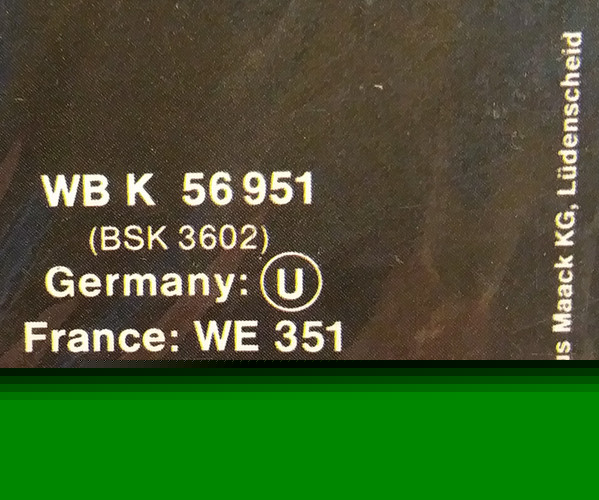 WB K 56 951
(BSK 3602)
Germany: U
France: WE 351
Maack KG, Lüdenscheid